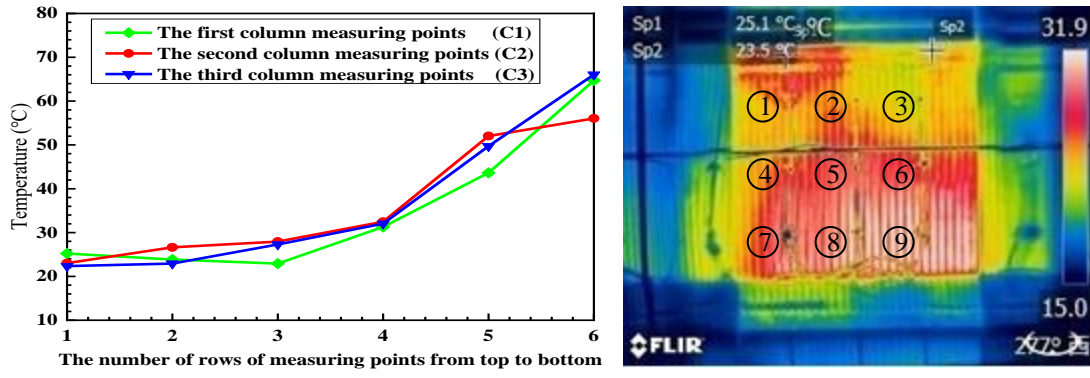 80
70
60
50
40
30
20
10
Temperature (°C)
The first column measuring points (C1)
The second column measuring points (C2)
The third column measuring points (C3)
1 2 3 4 5 6
The number of rows of measuring points from top to bottom
Sp1 25.1 °C
Sp2 23.5 °C
Sp2
31.9
① ② ③
④ ⑤ ⑥
⑦ ⑧ ⑨
15.0
FLIR